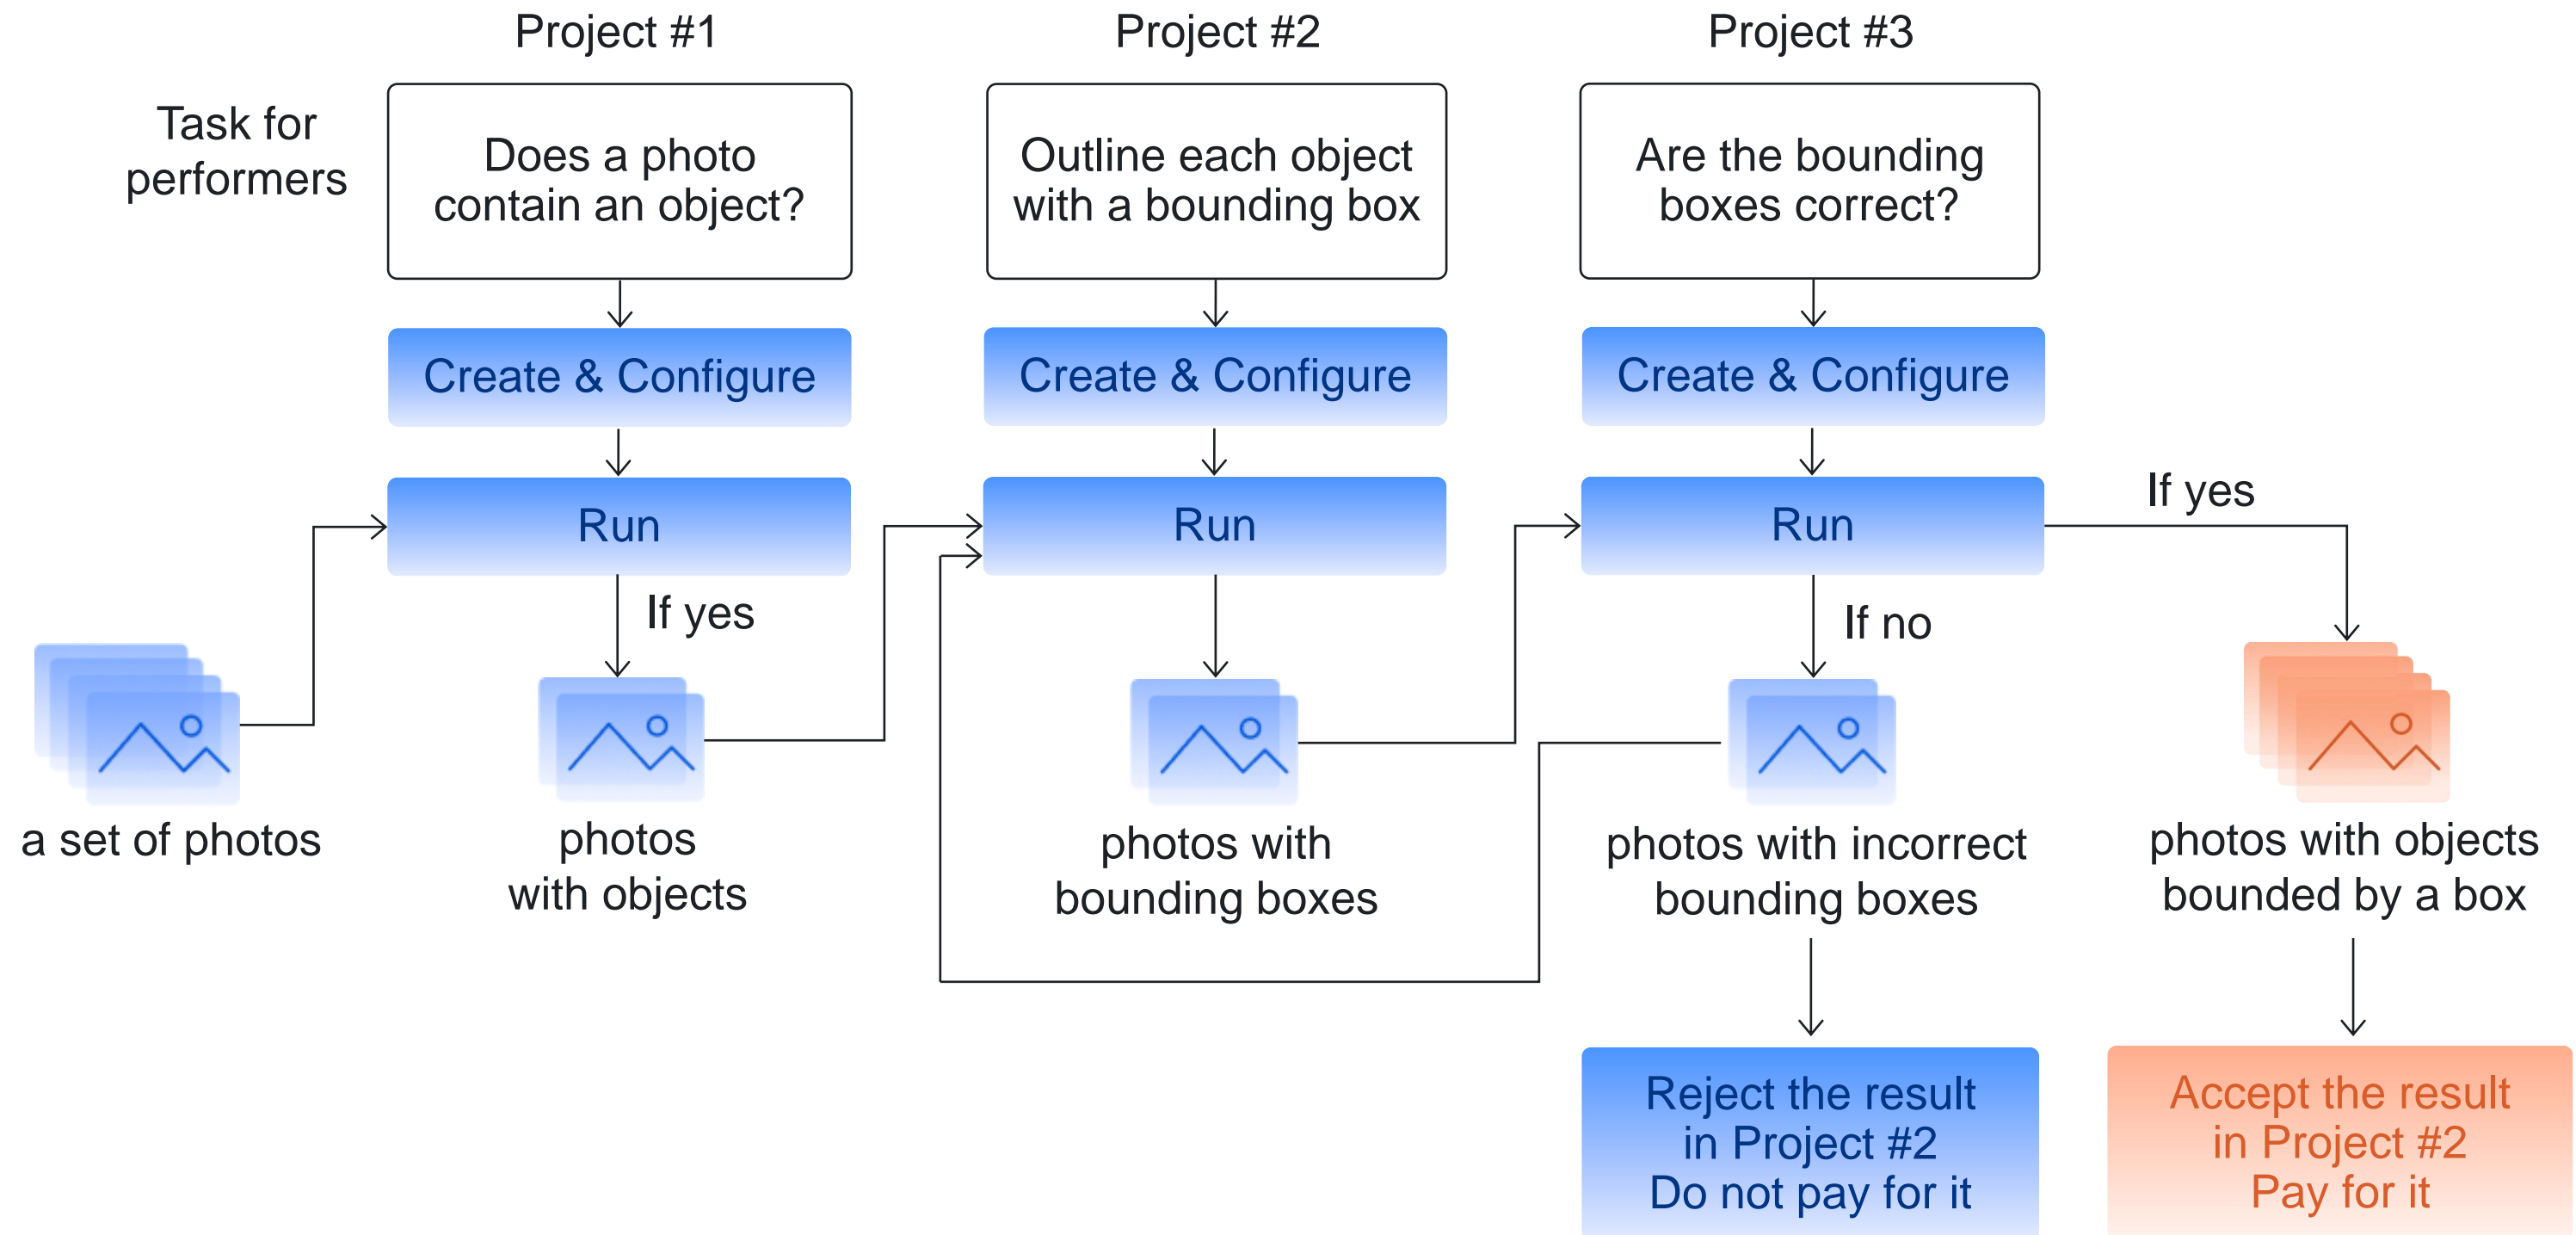 Project #1
Project #2
Project #3
Task for
performers
Does a photo
contain an object?
Outline each object
with a bounding box
Are the bounding
boxes correct?
Create & Configure
Create & Configure
Create & Configure
Run
Run
Run
If yes
If yes
If no
a set of photos
photos
with objects
photos with
bounding boxes
photos with incorrect
bounding boxes
photos with objects
bounded by a box
Reject the result
in Project #2
Do not pay for it
Accept the result
in Project #2
Pay for it